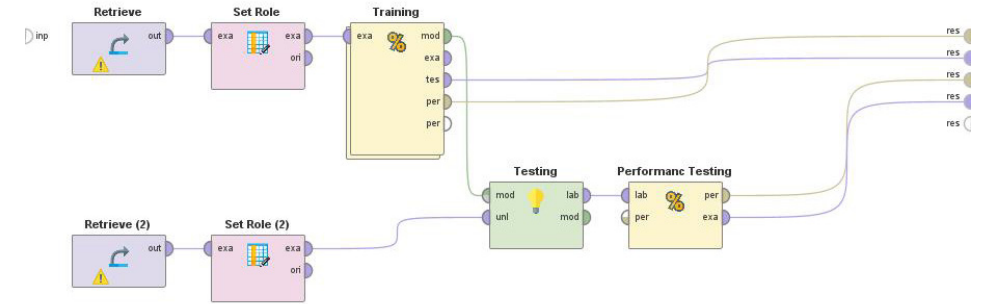 Retrieve
Set Role
Training
inp
out
exa
exa
ori
exa
mod
exa
tes
per
per
res
res
res
res
res
Testing
Performanc Testing
mod
unl
lab
mod
lab
per
per
exa
Retrieve (2)
Set Role (2)
out
exa
exa
ori